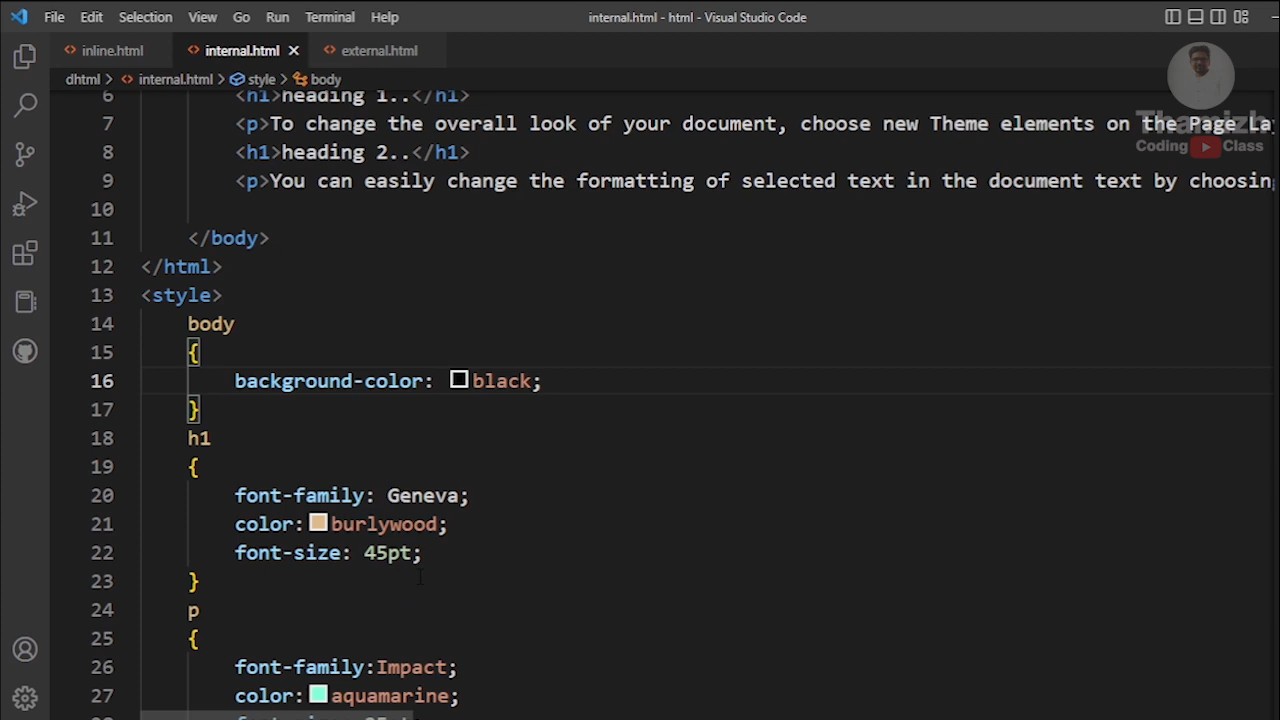 File Edit Selection View Go Run Terminal Help internal.html - html - Visual Studio Code
inline.html internal.html external.html
dhtml > internal.html > style > body
6 <h1>heading 1..</h1>
7 <p>To change the overall look of your document, choose new Theme elements on the Page La
8 <h1>heading 2..</h1>
9 <p>You can easily change the formatting of selected text in the document text by choosin
10
11 </body>
12 </html>
13 <style>
14 body
15 {
16 background-color: black;
17 }
18 h1
19 {
20 font-family: Geneva;
21 color: burlywood;
22 font-size: 45pt;
23 }
24 p
25 {
26 font-family:Impact;
27 color: aquamarine;
Thamizh
Coding Class